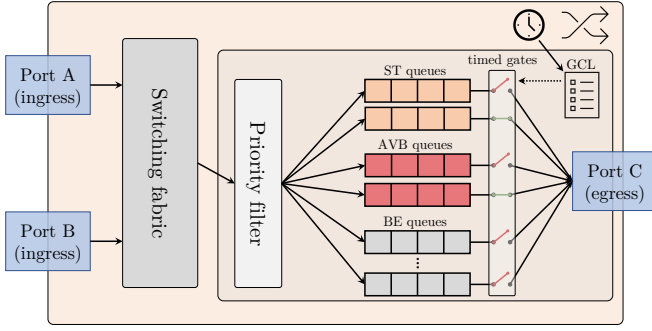 Port A
(ingress)
Port B
(ingress)
Switching fabric
Priority filter
ST queues
AVB queues
BE queues
timed gates
GCL
Port C
(egress)